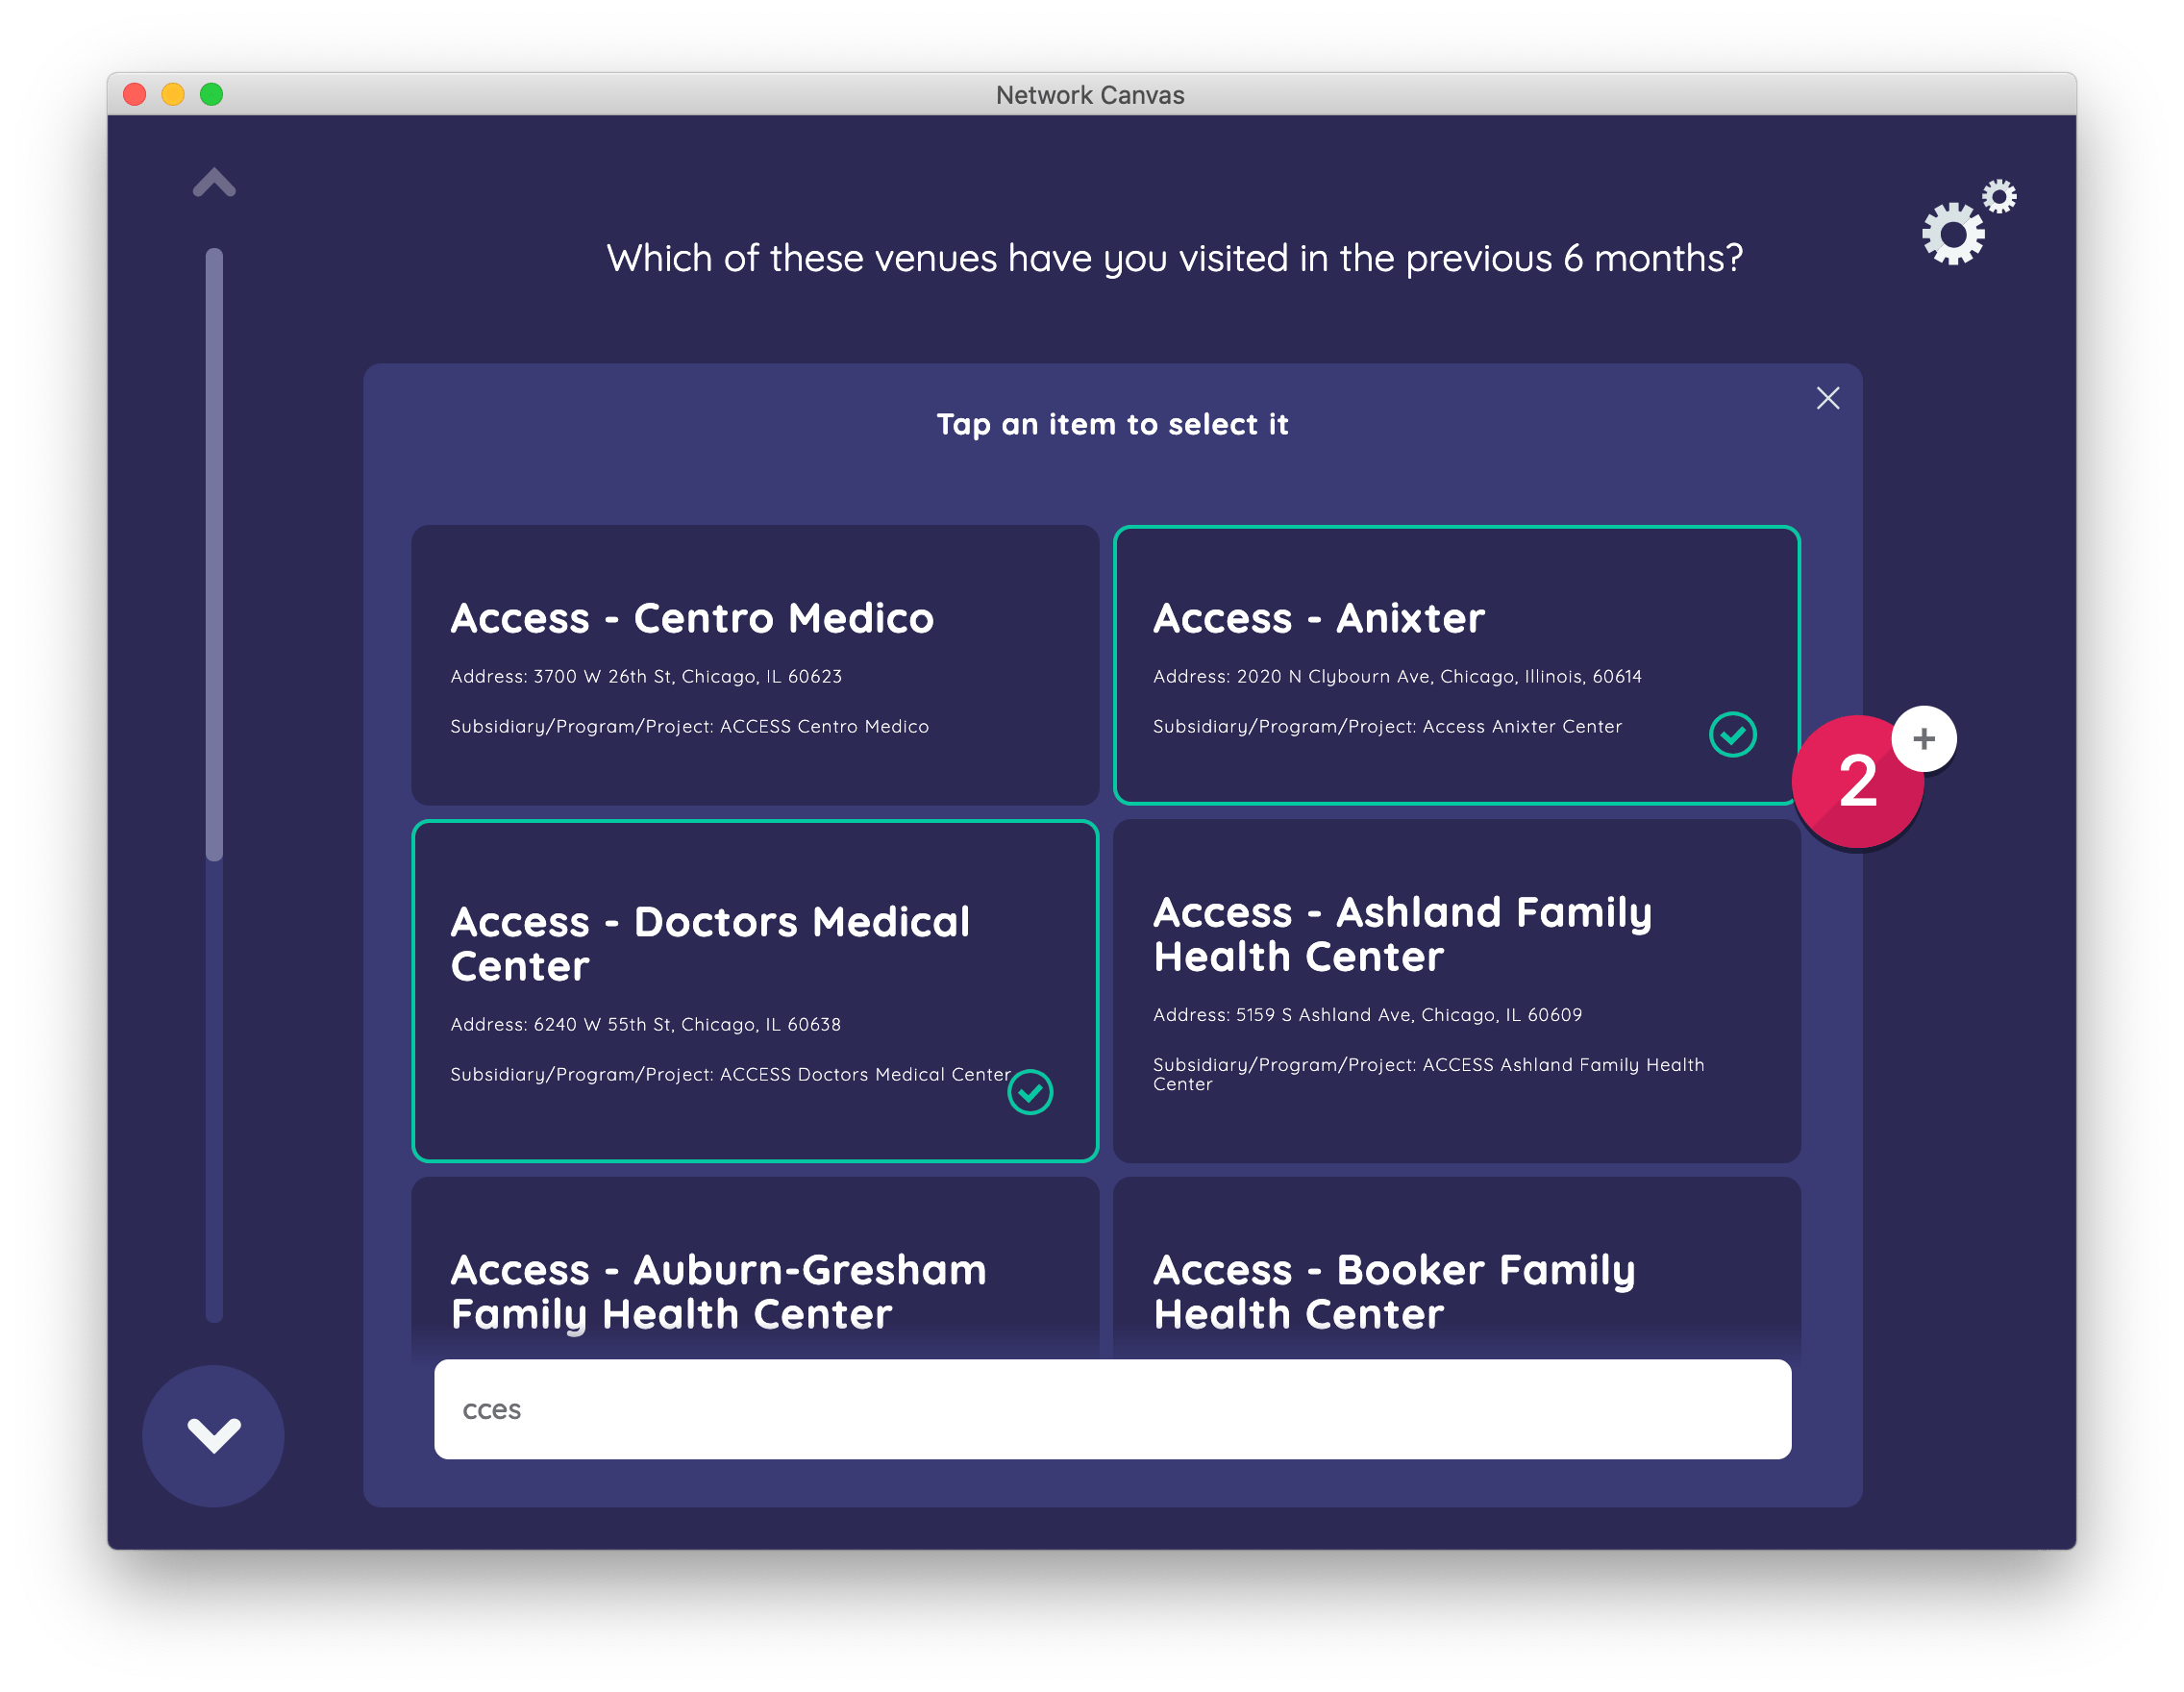 Network Canvas
Which of these venues have you visited in the previous 6 months?
Tap an item to select it
Access - Centro Medico
Address: 3700 W 26th St, Chicago, IL 60623
Subsidiary/Program/Project: ACCESS Centro Medico
Access - Anixter
Address: 2020 N Clybourn Ave, Chicago, Illinois, 60614
Subsidiary/Program/Project: Access Anixter Center
2
+
Access - Doctors Medical
Center
Address: 6240 W 55th St, Chicago, IL 60638
Subsidiary/Program/Project: ACCESS Doctors Medical Center
Access - Ashland Family
Health Center
Address: 5159 S Ashland Ave, Chicago, IL 60609
Subsidiary/Program/Project: ACCESS Ashland Family Health
Center
Access - Auburn-Gresham
Family Health Center
Access - Booker Family
Health Center
cces